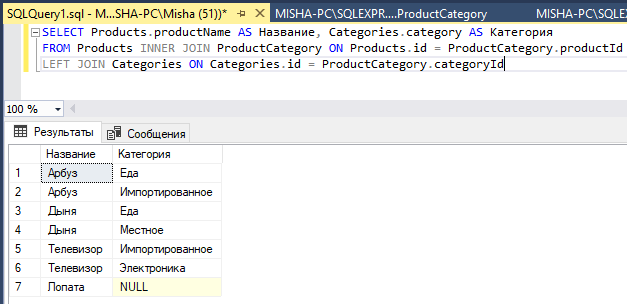 SQLQuery1.sql - M...SHA-PC\Misha (51))*
MISHA-PC\SQLEXPR....ProductCategory
MISHA-PC\SQLEX
SELECT Products.productName AS Название, Categories.category AS Категория
FROM Products INNER JOIN ProductCategory ON Products.id = ProductCategory.productId
LEFT JOIN Categories ON Categories.id = ProductCategory.categoryId
100 %
Результаты Сообщения
Название Категория
1 Арбуз Еда
2 Арбуз Импортированное
3 Дыня Еда
4 Дыня Местное
5 Телевизор Импортированное
6 Телевизор Электроника
7 Лопата NULL